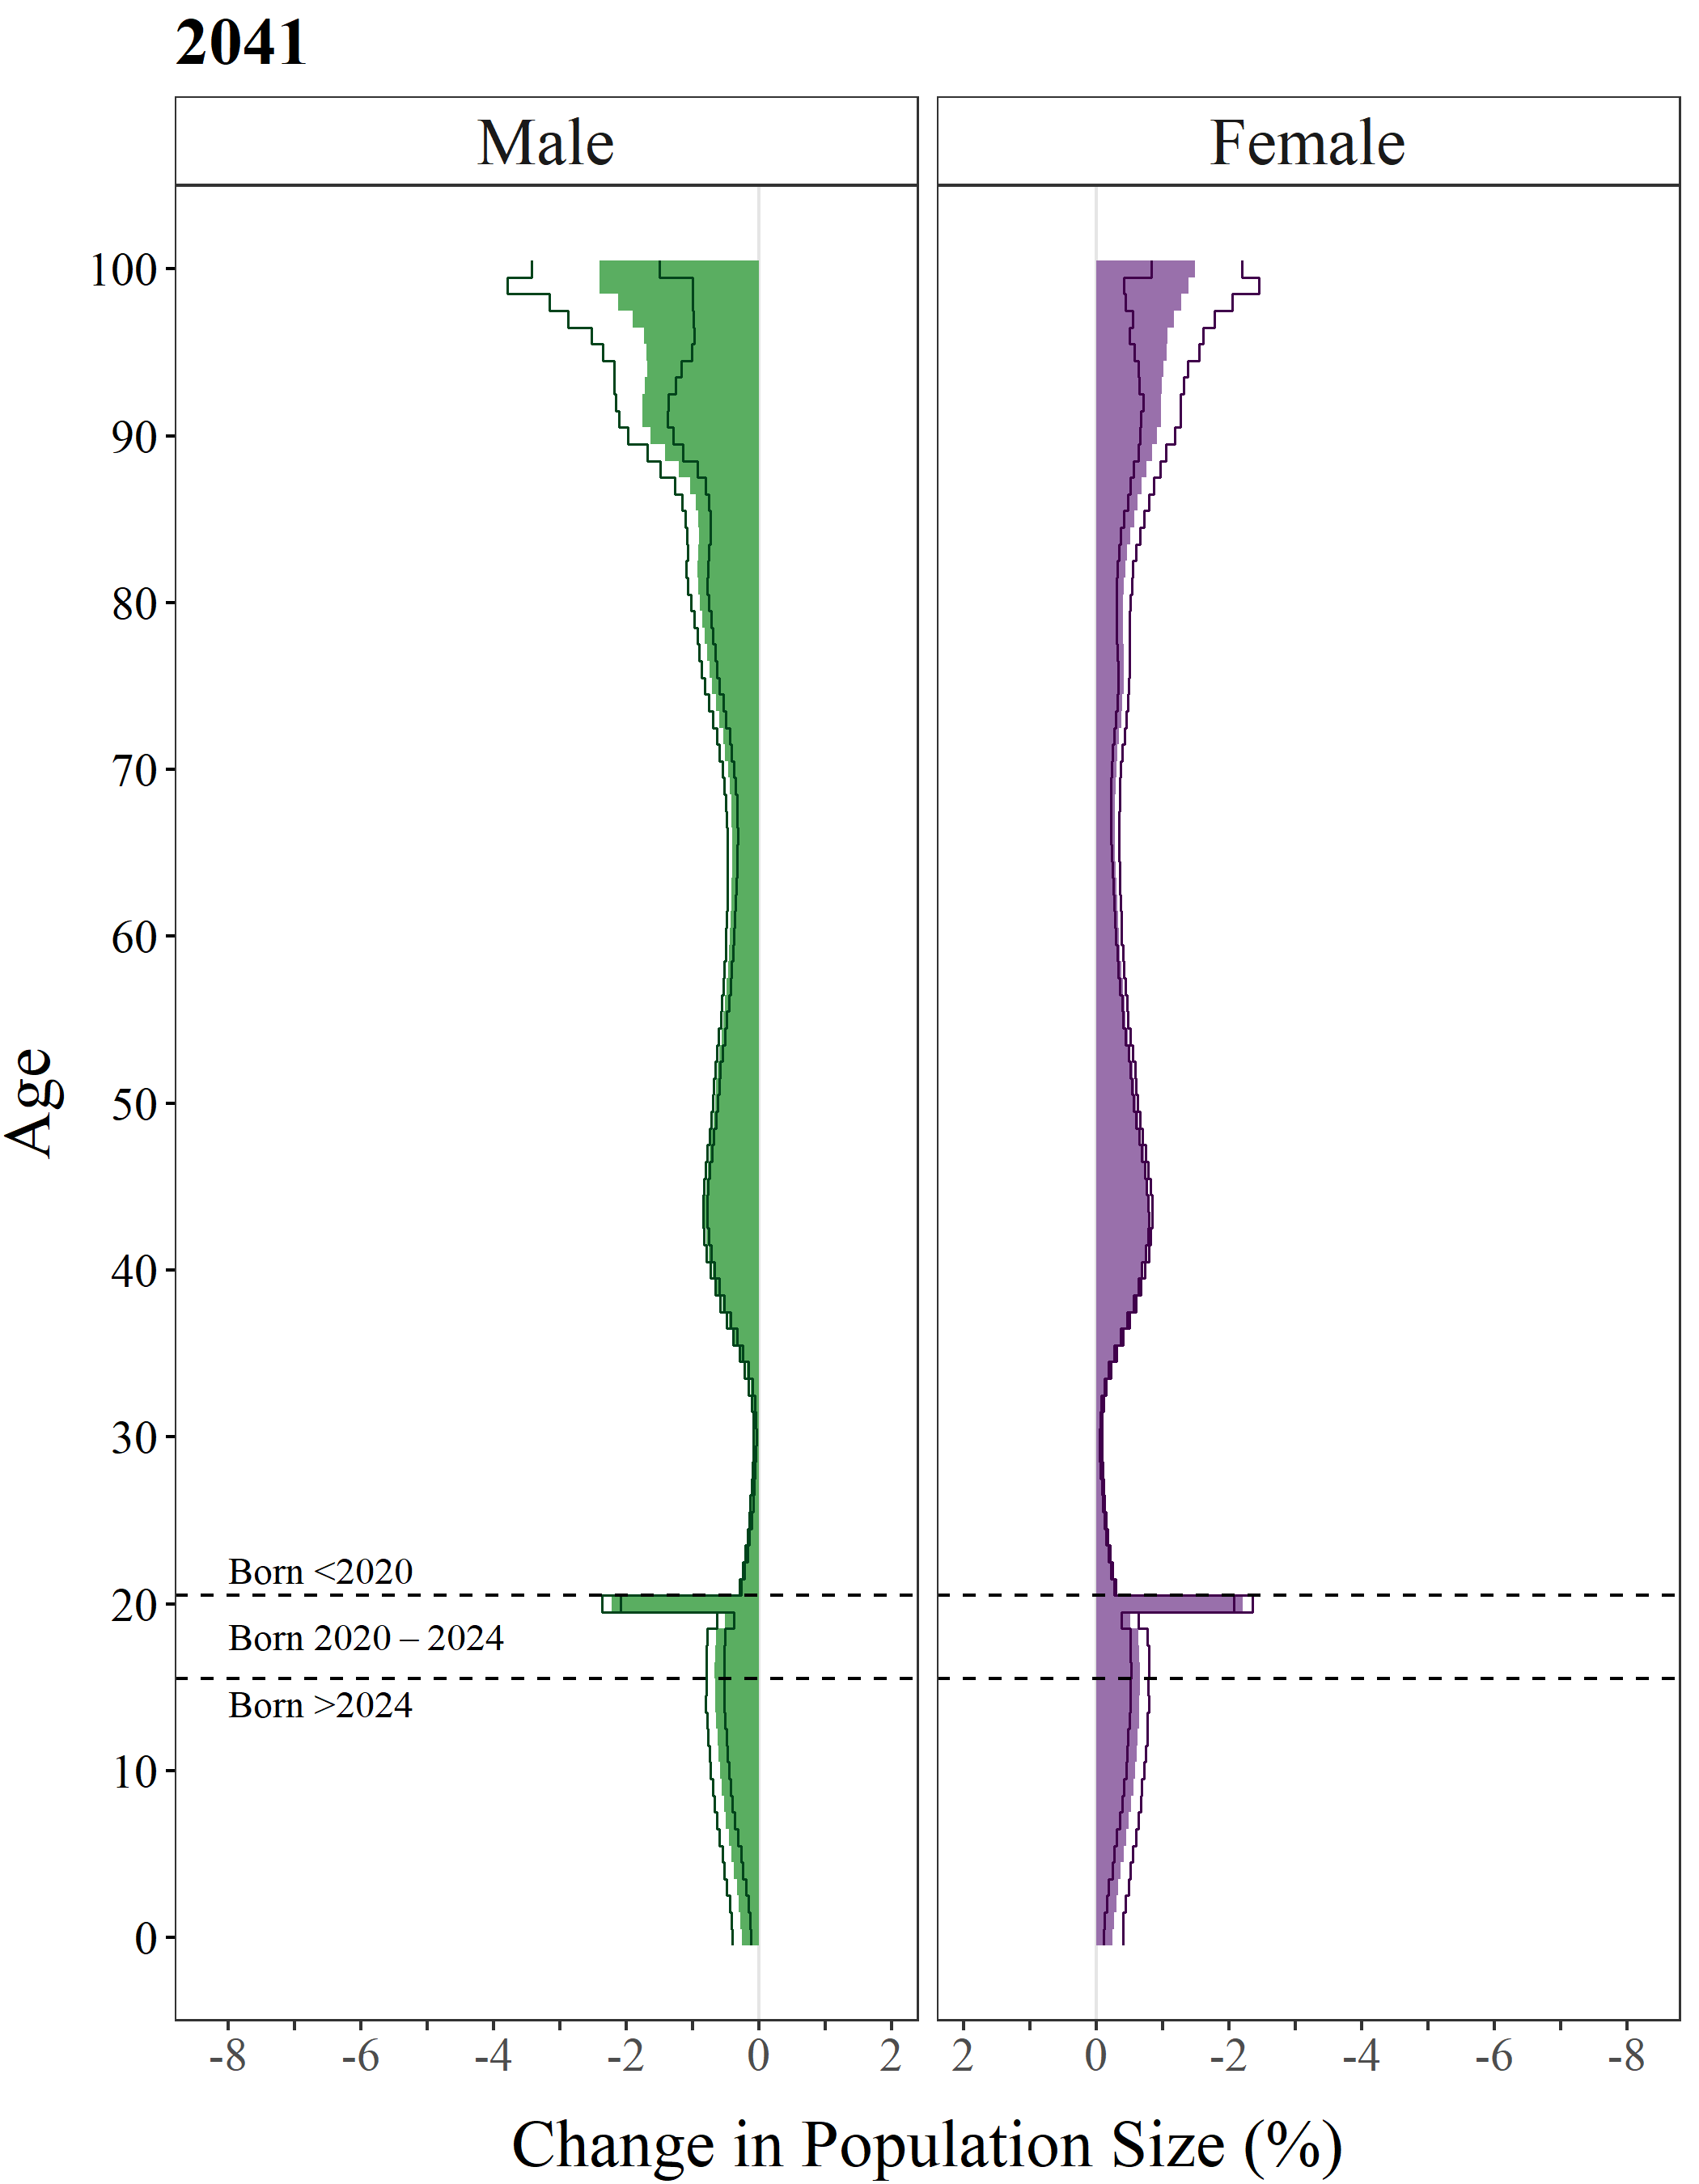 2041
Male
Female
100
90
80
70
60
50
40
30
20
10
0
Age
Born <2020
Born 2020 – 2024
Born >2024
-8 -6 -4 -2 0 2
2 0 -2 -4 -6 -8
Change in Population Size (%)